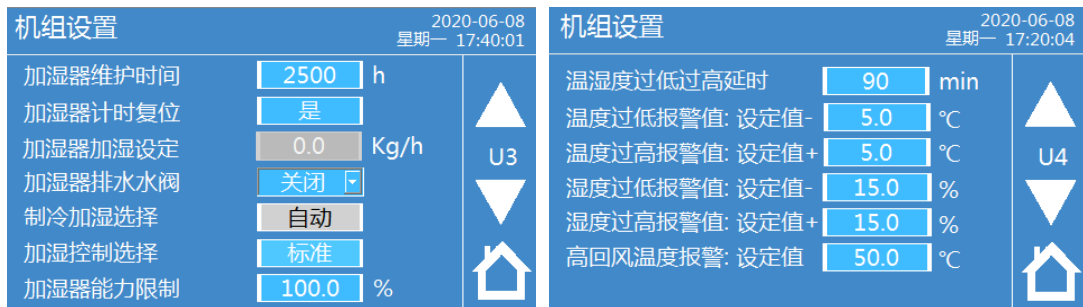 机组设置
2020-06-08
星期一 17:40:01
加湿器维护时间 2500 h
加湿器计时复位 是
加湿器加湿设定 0.0 Kg/h
加湿器排水水阀 关闭
制冷加湿选择 自动
加湿控制选择 标准
加湿器能力限制 100.0 %
U3
机组设置
2020-06-08
星期一 17:20:04
温湿度过低过高延时 90 min
温度过低报警值: 设定值- 5.0 ℃
温度过高报警值: 设定值+ 5.0 ℃
湿度过低报警值: 设定值- 15.0 %
湿度过高报警值: 设定值+ 15.0 %
高回风温度报警: 设定值 50.0 ℃
U4